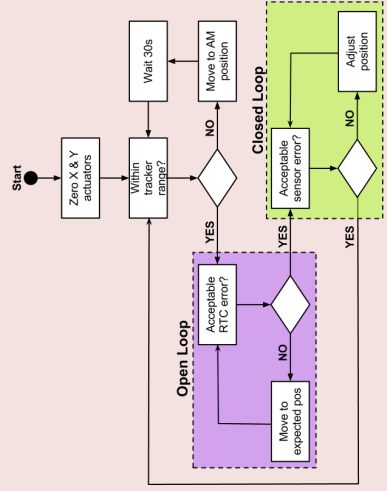 Start
Zero X & Y
actuators
Within
tracker
range?
Wait 30s
Move to AM
position
NO
YES
Open Loop
Acceptable
RTC error?
NO
YES
Move to
expected pos
Closed Loop
Acceptable
sensor error?
NO
YES
Adjust
position